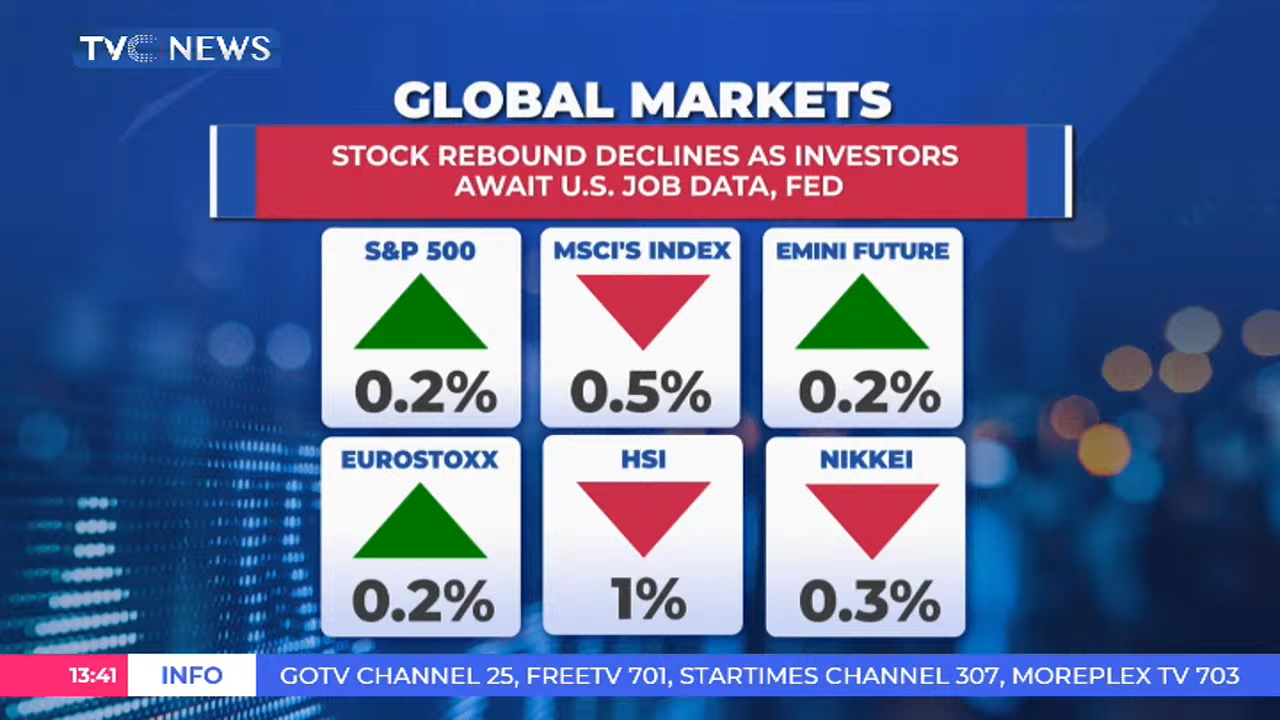 TVC NEWS
GLOBAL MARKETS
STOCK REBOUND DECLINES AS INVESTORS
AWAIT U.S. JOB DATA, FED
S&P 500
0.2%
MSCI'S INDEX
0.5%
EMINI FUTURE
0.2%
EUROSTOXX
0.2%
HSI
1%
NIKKEI
0.3%
13:41
INFO
GOTV CHANNEL 25, FREETV 701, STARTIMES CHANNEL 307, MOREPLEX TV 703